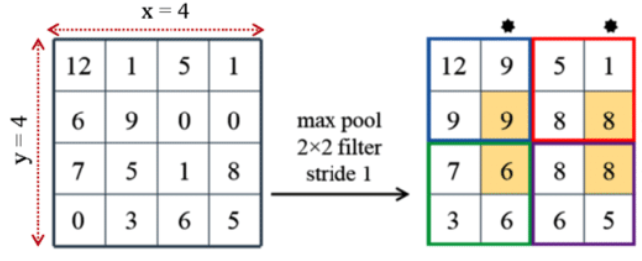 x = 4
y = 4
12 1 5 1
6 9 0 0
7 5 1 8
0 3 6 5
max pool
2×2 filter
stride 1
12 9 5 1
9 9 8 8
7 6 8 8
3 6 6 5